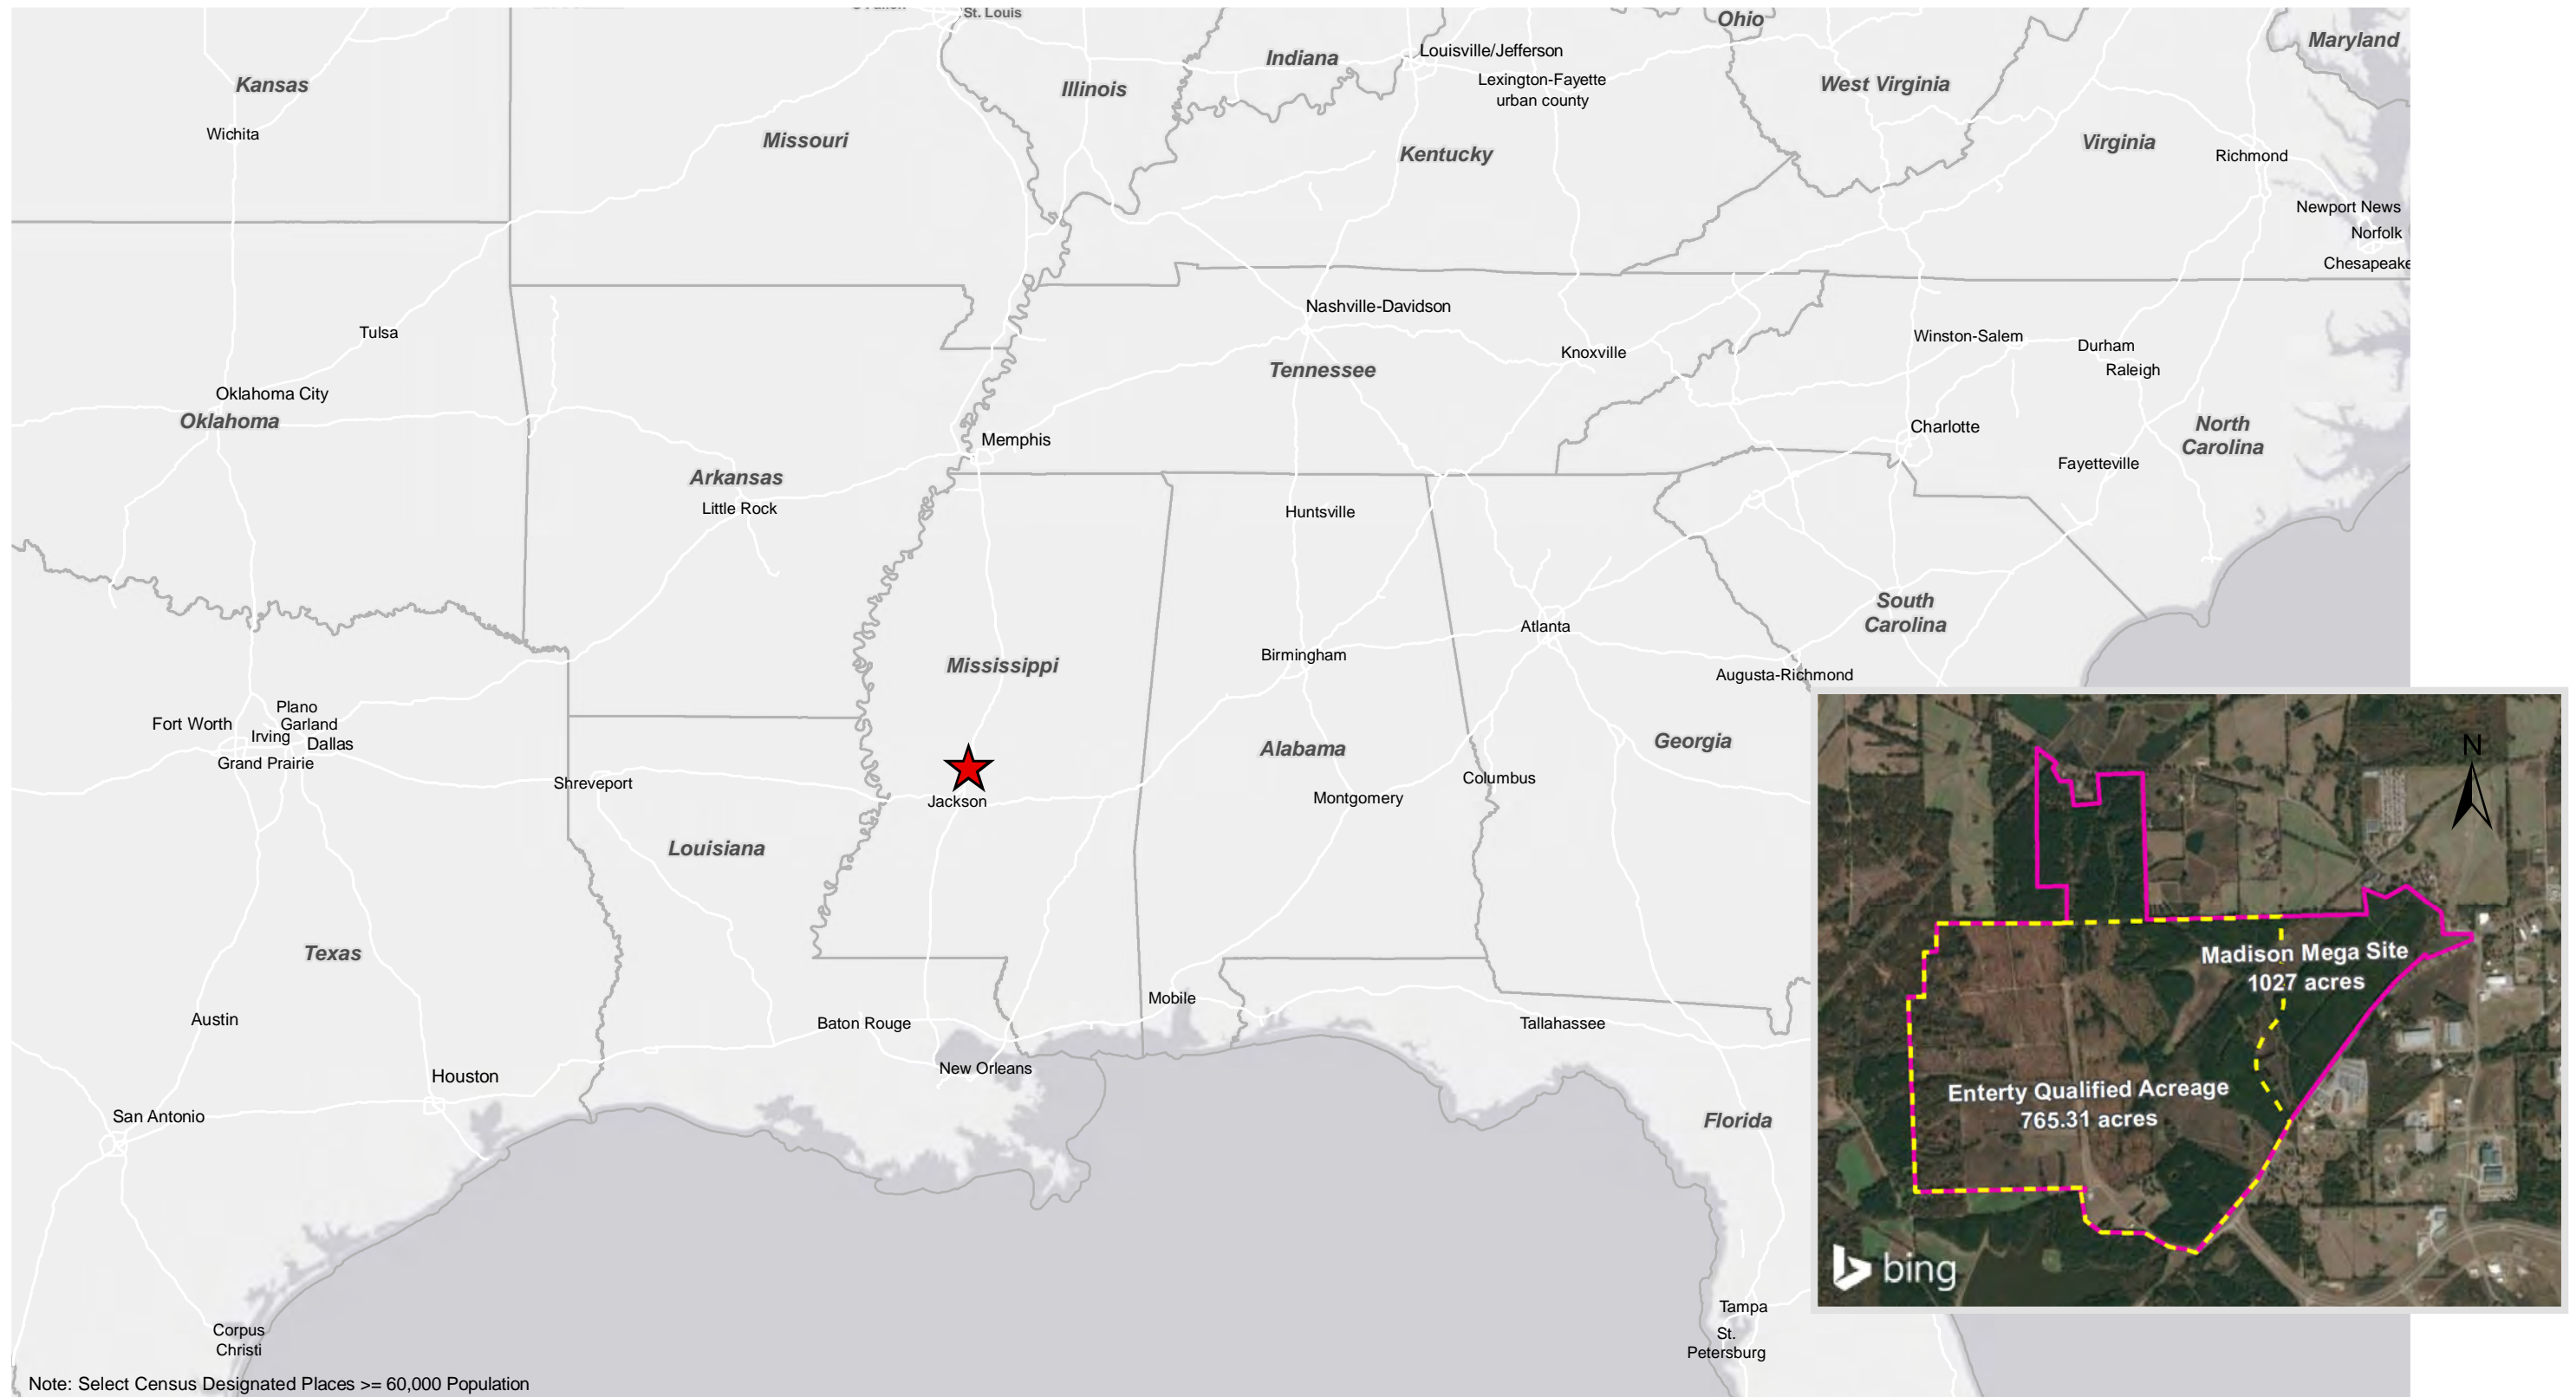 St. Louis
Ohio
Maryland
Indiana
Louisville/Jefferson
Kansas
Illinois
Lexington-Fayette
urban county
West Virginia
Wichita
Missouri
Kentucky
Virginia
Richmond
Newport News
Norfolk
Chesapeake
Nashville-Davidson
Tulsa
Knoxville
Winston-Salem
Durham
Raleigh
Tennessee
Oklahoma City
Oklahoma
Memphis
Charlotte
North
Carolina
Fayetteville
Arkansas
Little Rock
Huntsville
South
Carolina
Atlanta
Birmingham
Mississippi
Augusta-Richmond
Plano
Fort Worth
Garland
Irving
Dallas
Grand Prairie
Alabama
Georgia
N
Shreveport
Jackson
Montgomery
Columbus
Louisiana
Texas
Madison Mega Site
1027 acres
Mobile
Austin
Baton Rouge
Tallahassee
New Orleans
Houston
Enterty Qualified Acreage
765.31 acres
San Antonio
Florida
bing
Tampa
St.
Petersburg
Corpus
Christi
Note: Select Census Designated Places >= 60,000 Population